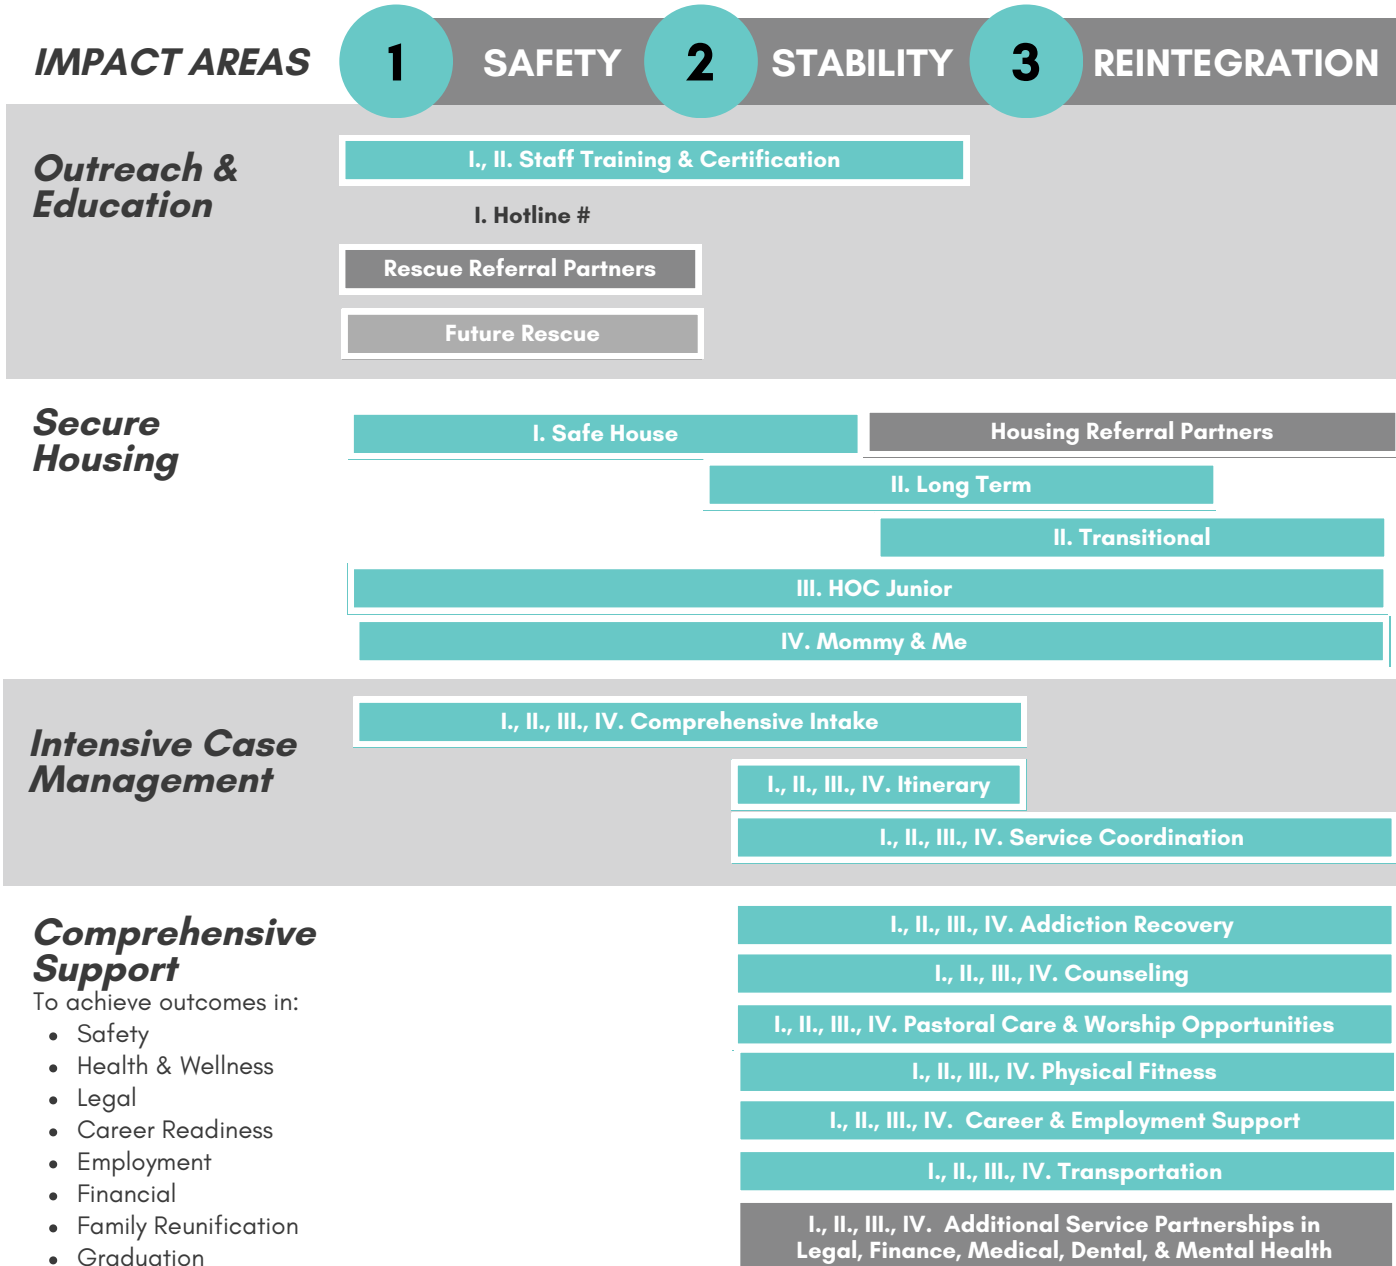 IMPACT AREAS 1 SAFETY 2 STABILITY 3 REINTEGRATION
Outreach &
Education
I., II. Staff Training & Certification
I. Hotline #
Rescue Referral Partners
Future Rescue
Secure
Housing
I. Safe House
Housing Referral Partners
II. Long Term
II. Transitional
III. HOC Junior
IV. Mommy & Me
Intensive Case
Management
I., II., III., IV. Comprehensive Intake
I., II., III., IV. Itinerary
I., II., III., IV. Service Coordination
Comprehensive
Support
To achieve outcomes in:
• Safety
• Health & Wellness
• Legal
• Career Readiness
• Employment
• Financial
• Family Reunification
• Graduation
I., II., III., IV. Addiction Recovery
I., II., III., IV. Counseling
I., II., III., IV. Pastoral Care & Worship Opportunities
I., II., III., IV. Physical Fitness
I., II., III., IV. Career & Employment Support
I., II., III., IV. Transportation
I., II., III., IV. Additional Service Partnerships in
Legal, Finance, Medical, Dental, & Mental Health